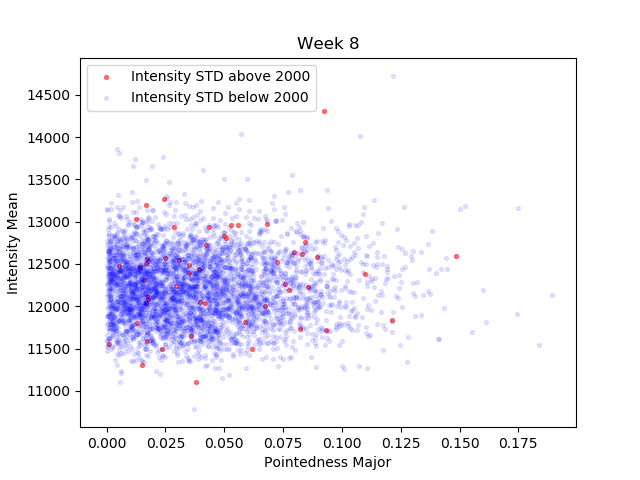 Week 8
Intensity STD above 2000
Intensity STD below 2000
Intensity Mean
14500
14000
13500
13000
12500
12000
11500
11000
0.000 0.025 0.050 0.075 0.100 0.125 0.150 0.175
Pointedness Major